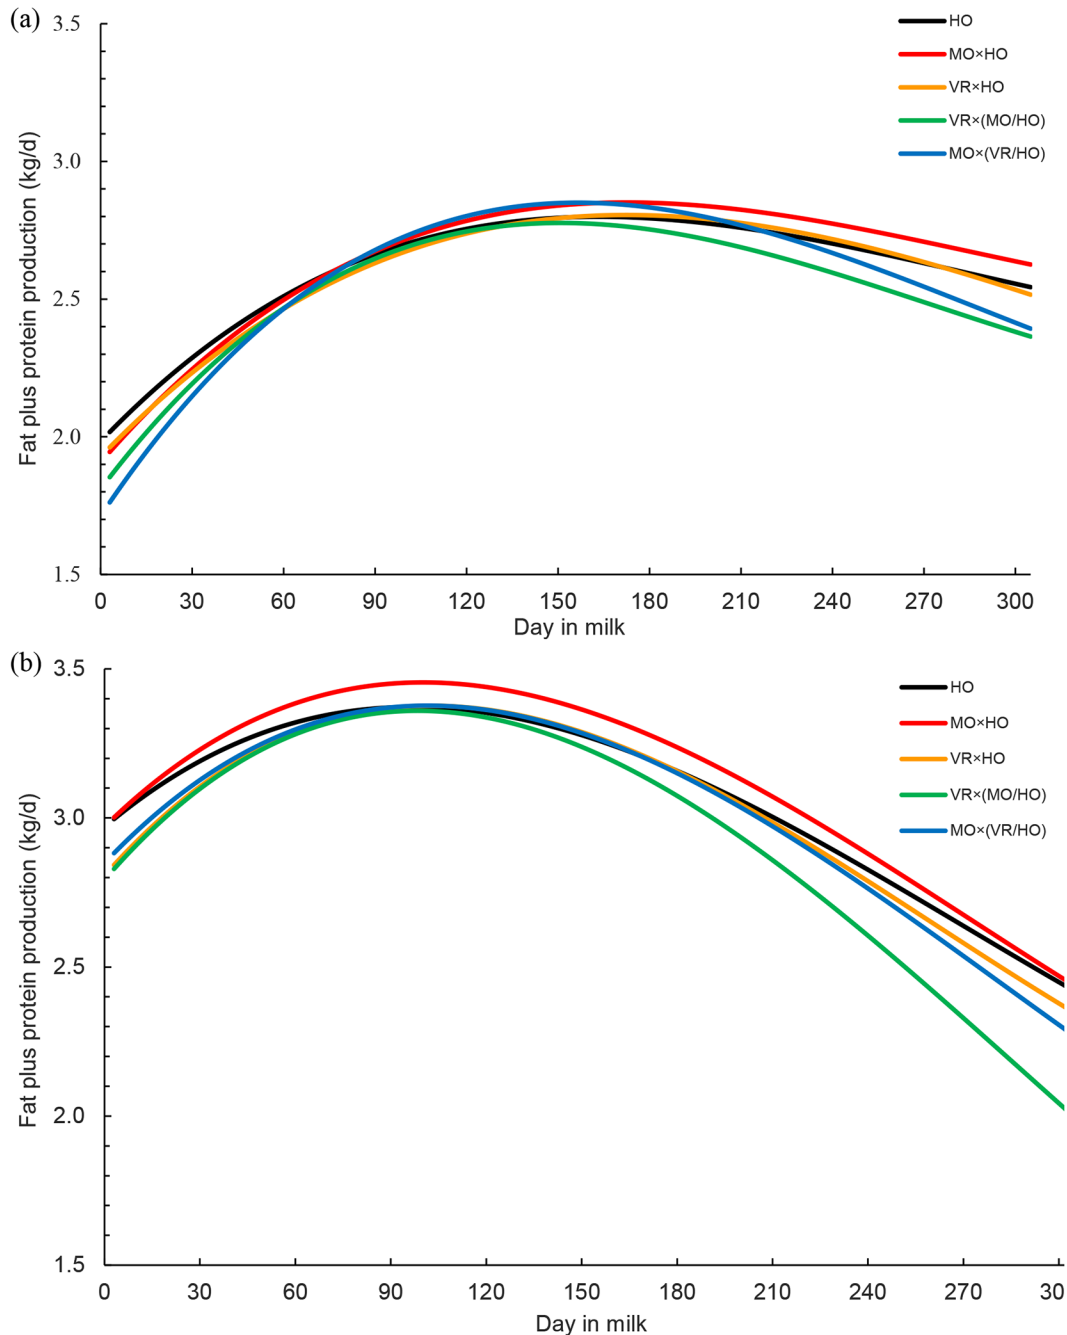 (a)
Fat plus protein production (kg/d)
3.5
3.0
2.5
2.0
1.5
0 30 60 90 120 150 180 210 240 270 300
Day in milk
HO
MO×HO
VR×HO
VR×(MO/HO)
MO×(VR/HO)
(b)
Fat plus protein production (kg/d)
3.5
3.0
2.5
2.0
1.5
0 30 60 90 120 150 180 210 240 270 30
Day in milk
HO
MO×HO
VR×HO
VR×(MO/HO)
MO×(VR/HO)